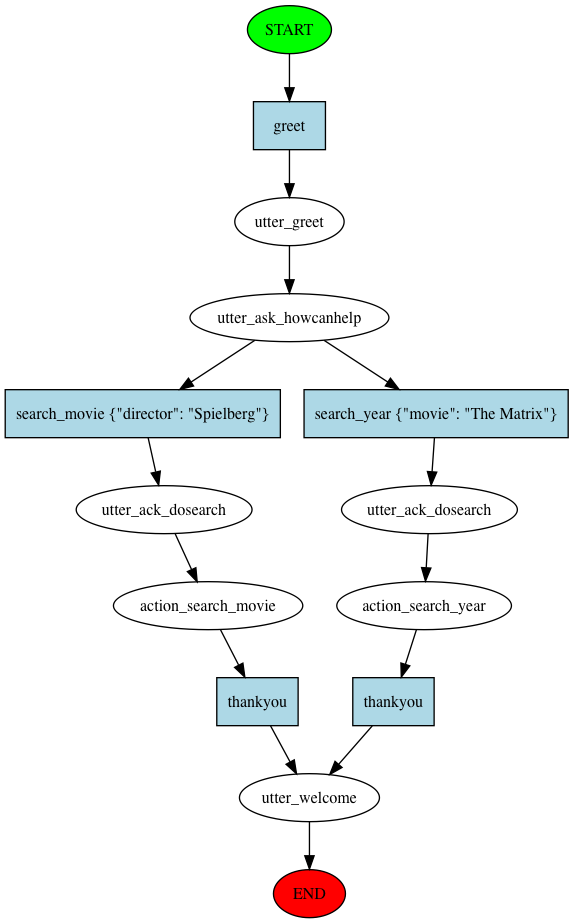 START
greet
utter_greet
utter_ask_howcanhelp
search_movie {"director": "Spielberg"}
search_year {"movie": "The Matrix"}
utter_ack_dosearch
utter_ack_dosearch
action_search_movie
action_search_year
thankyou
thankyou
utter_welcome
END